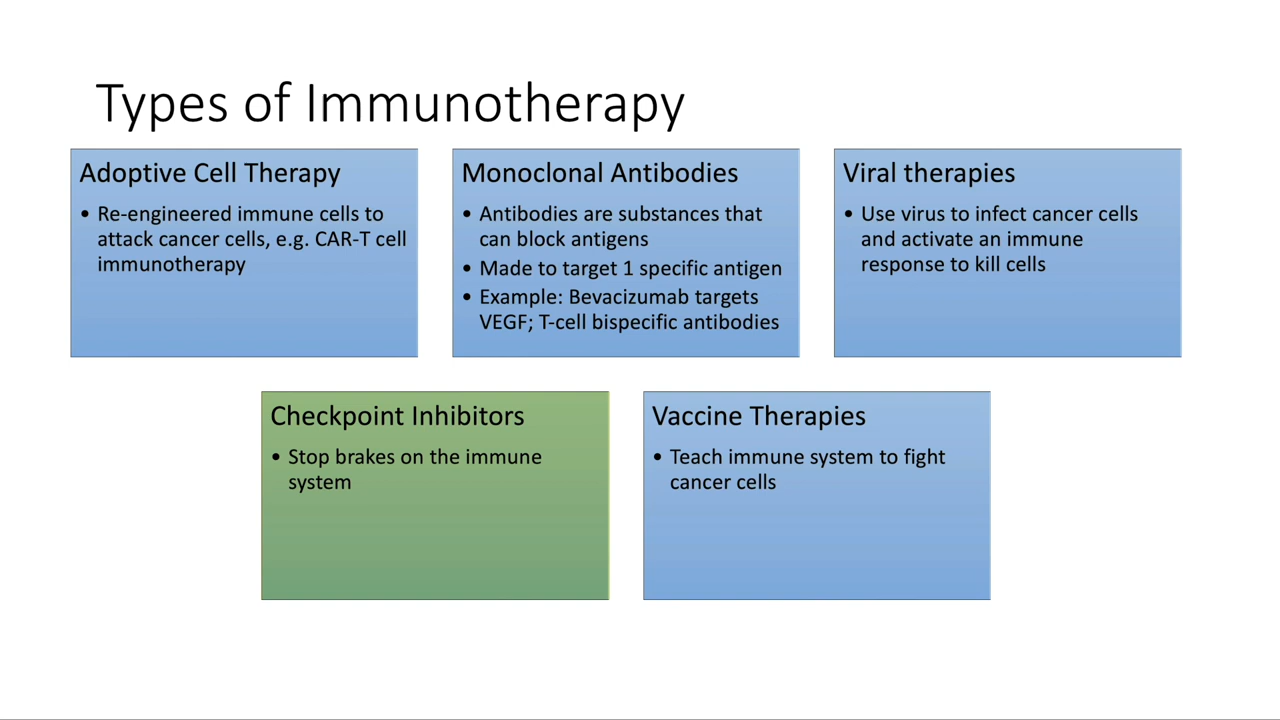 Types of Immunotherapy
Adoptive Cell Therapy
• Re-engineered immune cells to
attack cancer cells, e.g. CAR-T cell
immunotherapy
Monoclonal Antibodies
• Antibodies are substances that
can block antigens
• Made to target 1 specific antigen
• Example: Bevacizumab targets
VEGF; T-cell bispecific antibodies
Viral therapies
• Use virus to infect cancer cells
and activate an immune
response to kill cells
Checkpoint Inhibitors
• Stop brakes on the immune
system
Vaccine Therapies
• Teach immune system to fight
cancer cells